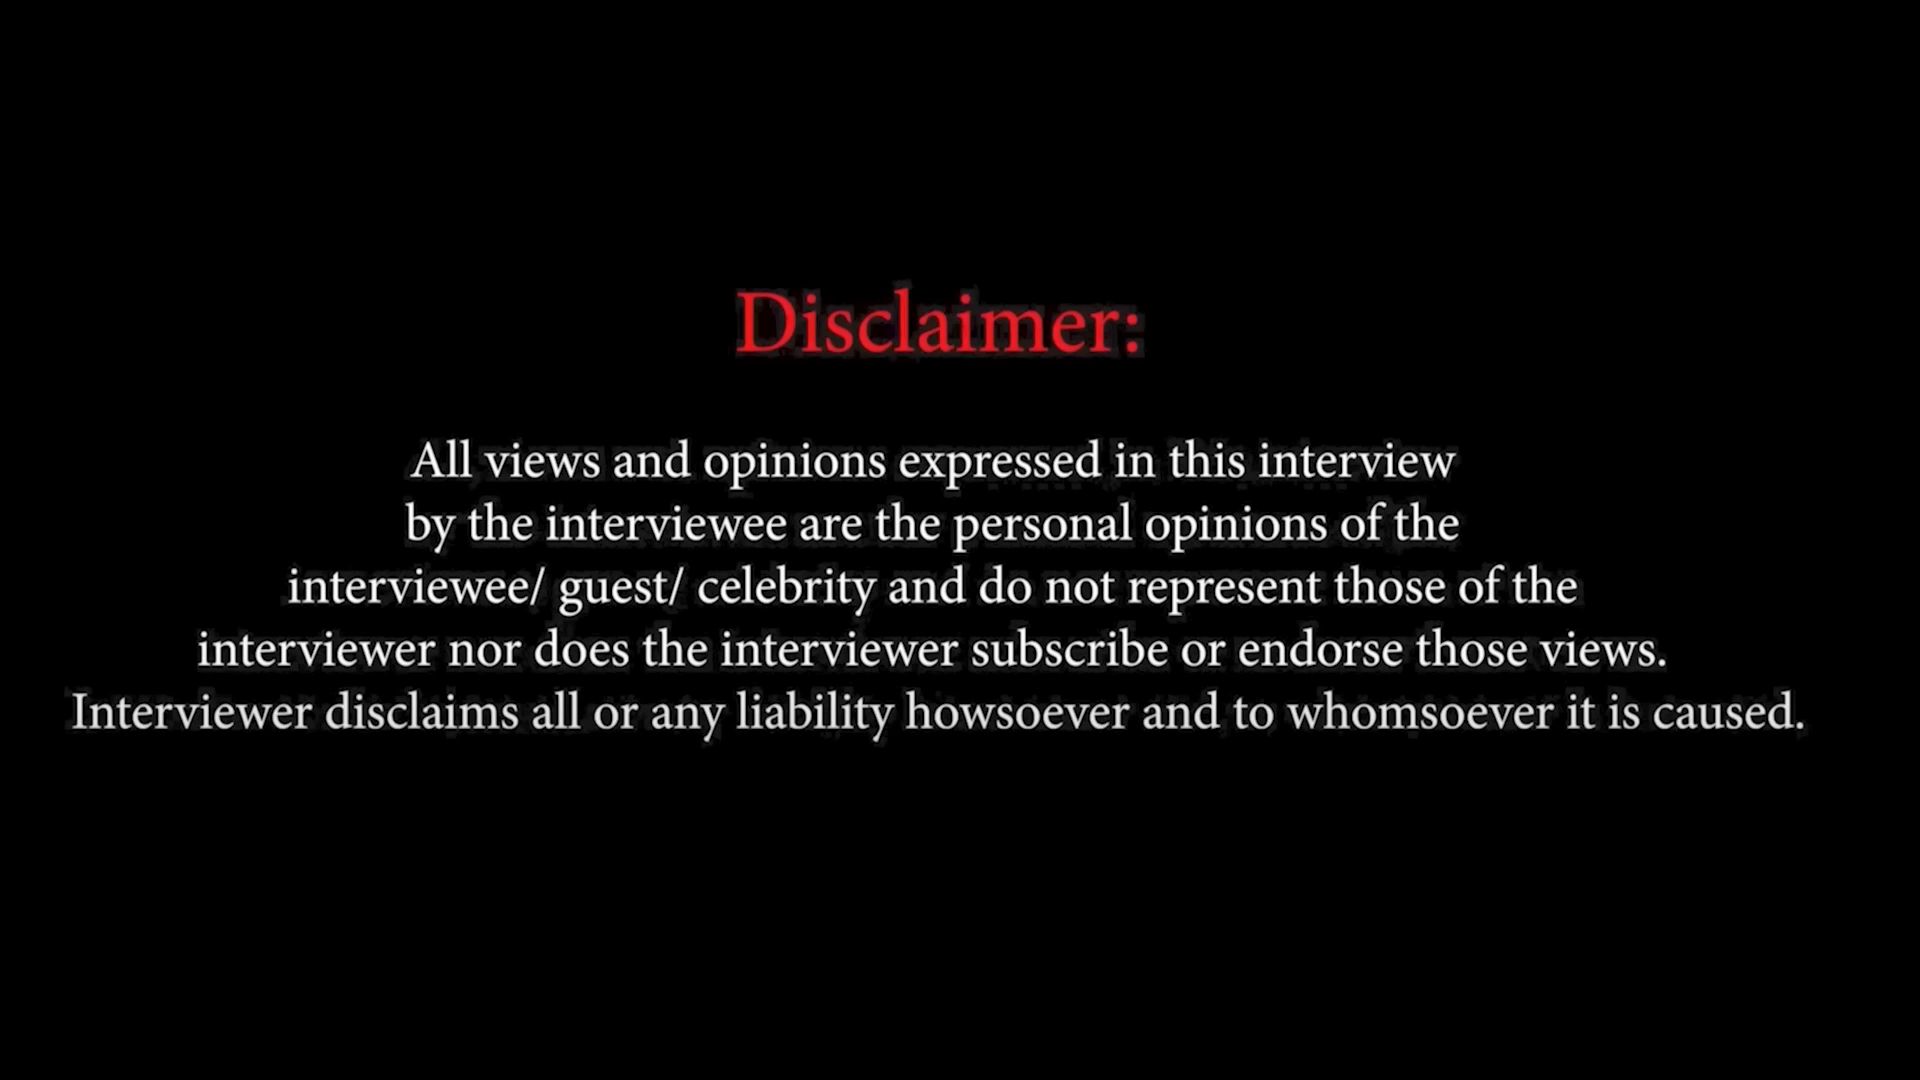 Disclaimer:
All views and opinions expressed in this interview
by the interviewee are the personal opinions of the
interviewee/ guest/ celebrity and do not represent those of the
interviewer nor does the interviewer subscribe or endorse those views.
Interviewer disclaims all or any liability howsoever and to whomsoever it is caused.